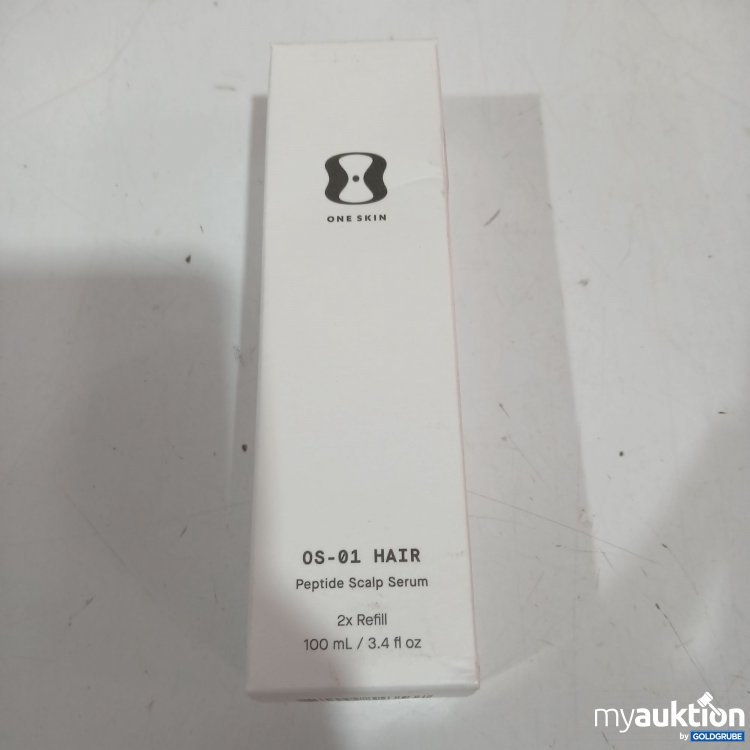 ONE SKIN
OS-01 HAIR
Peptide Scalp Serum
2x Refill
100 mL / 3.4 fl oz
myauktion
by GOLDGRUBE